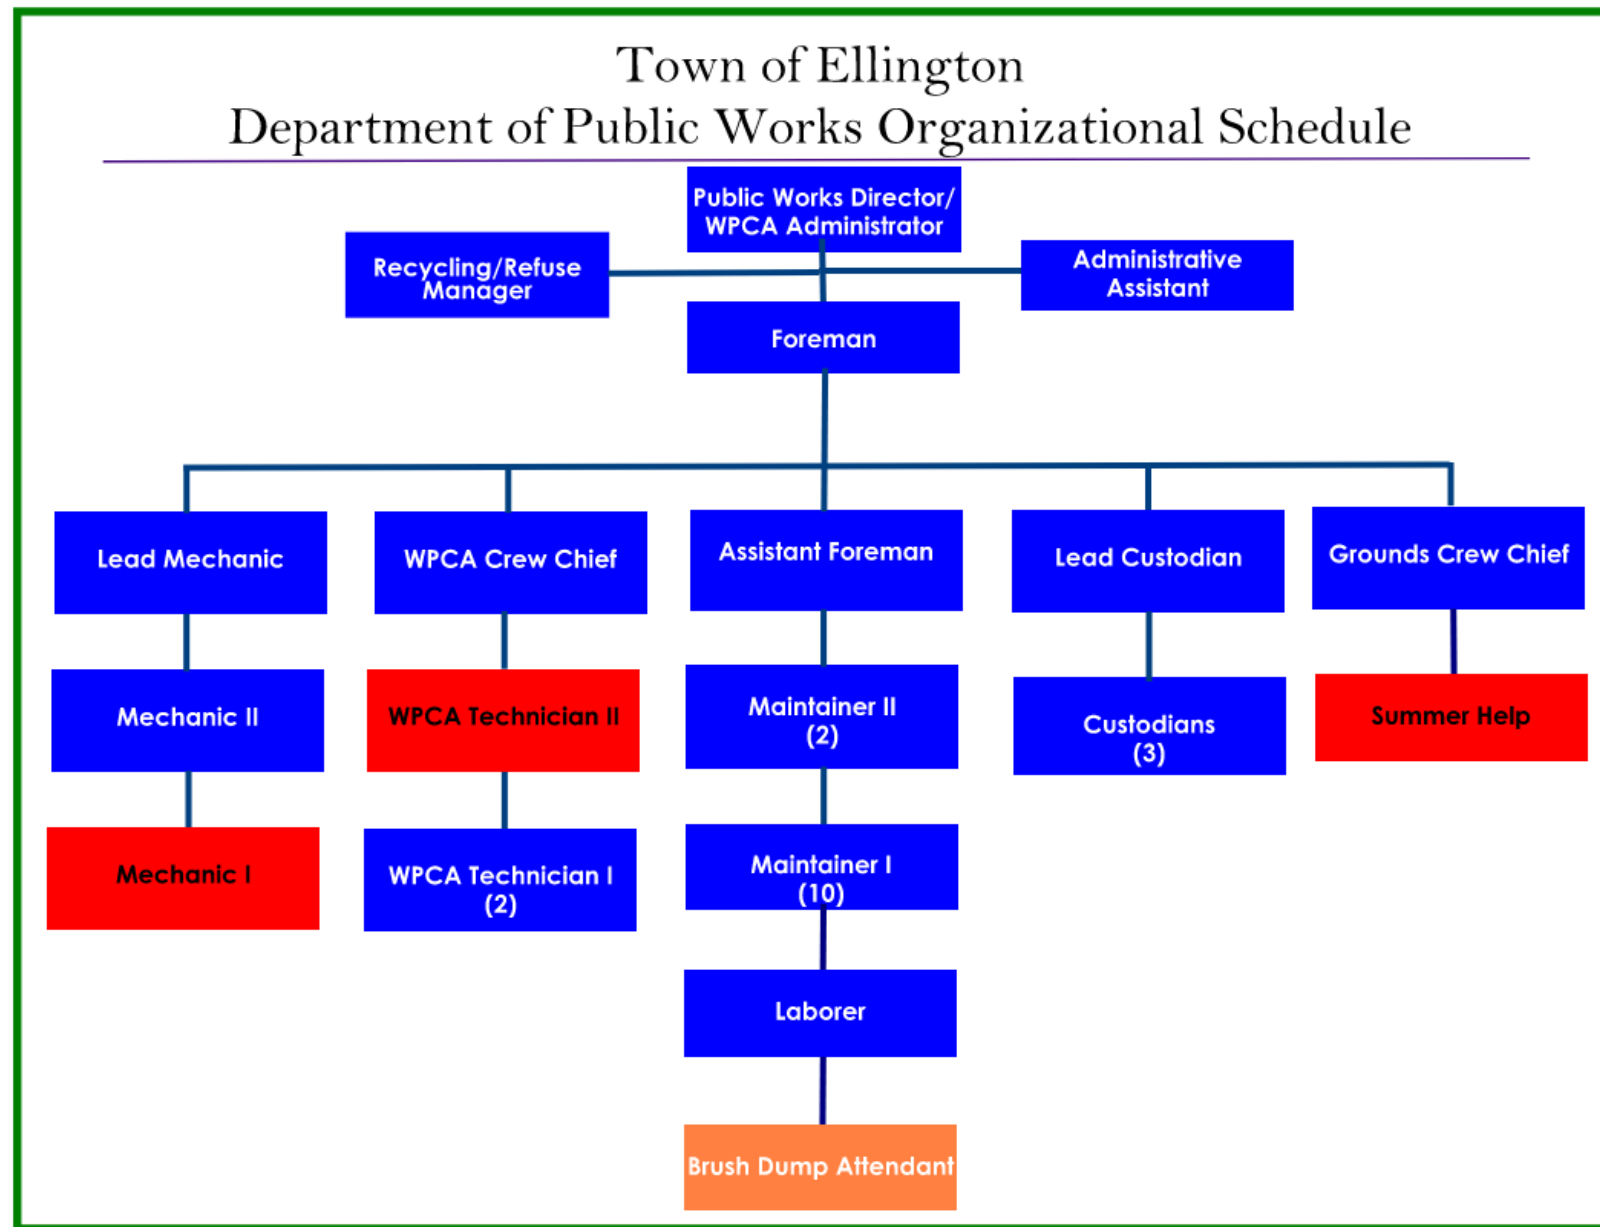 Town of Ellington
Department of Public Works Organizational Schedule
Public Works Director/
WPCA Administrator
Recycling/Refuse
Manager
Administrative
Assistant
Foreman
Lead Mechanic
WPCA Crew Chief
Assistant Foreman
Lead Custodian
Grounds Crew Chief
Mechanic II
WPCA Technician II
Maintainer II
(2)
Custodians
(3)
Summer Help
Mechanic I
WPCA Technician I
(2)
Maintainer I
(10)
Laborer
Brush Dump Attendant